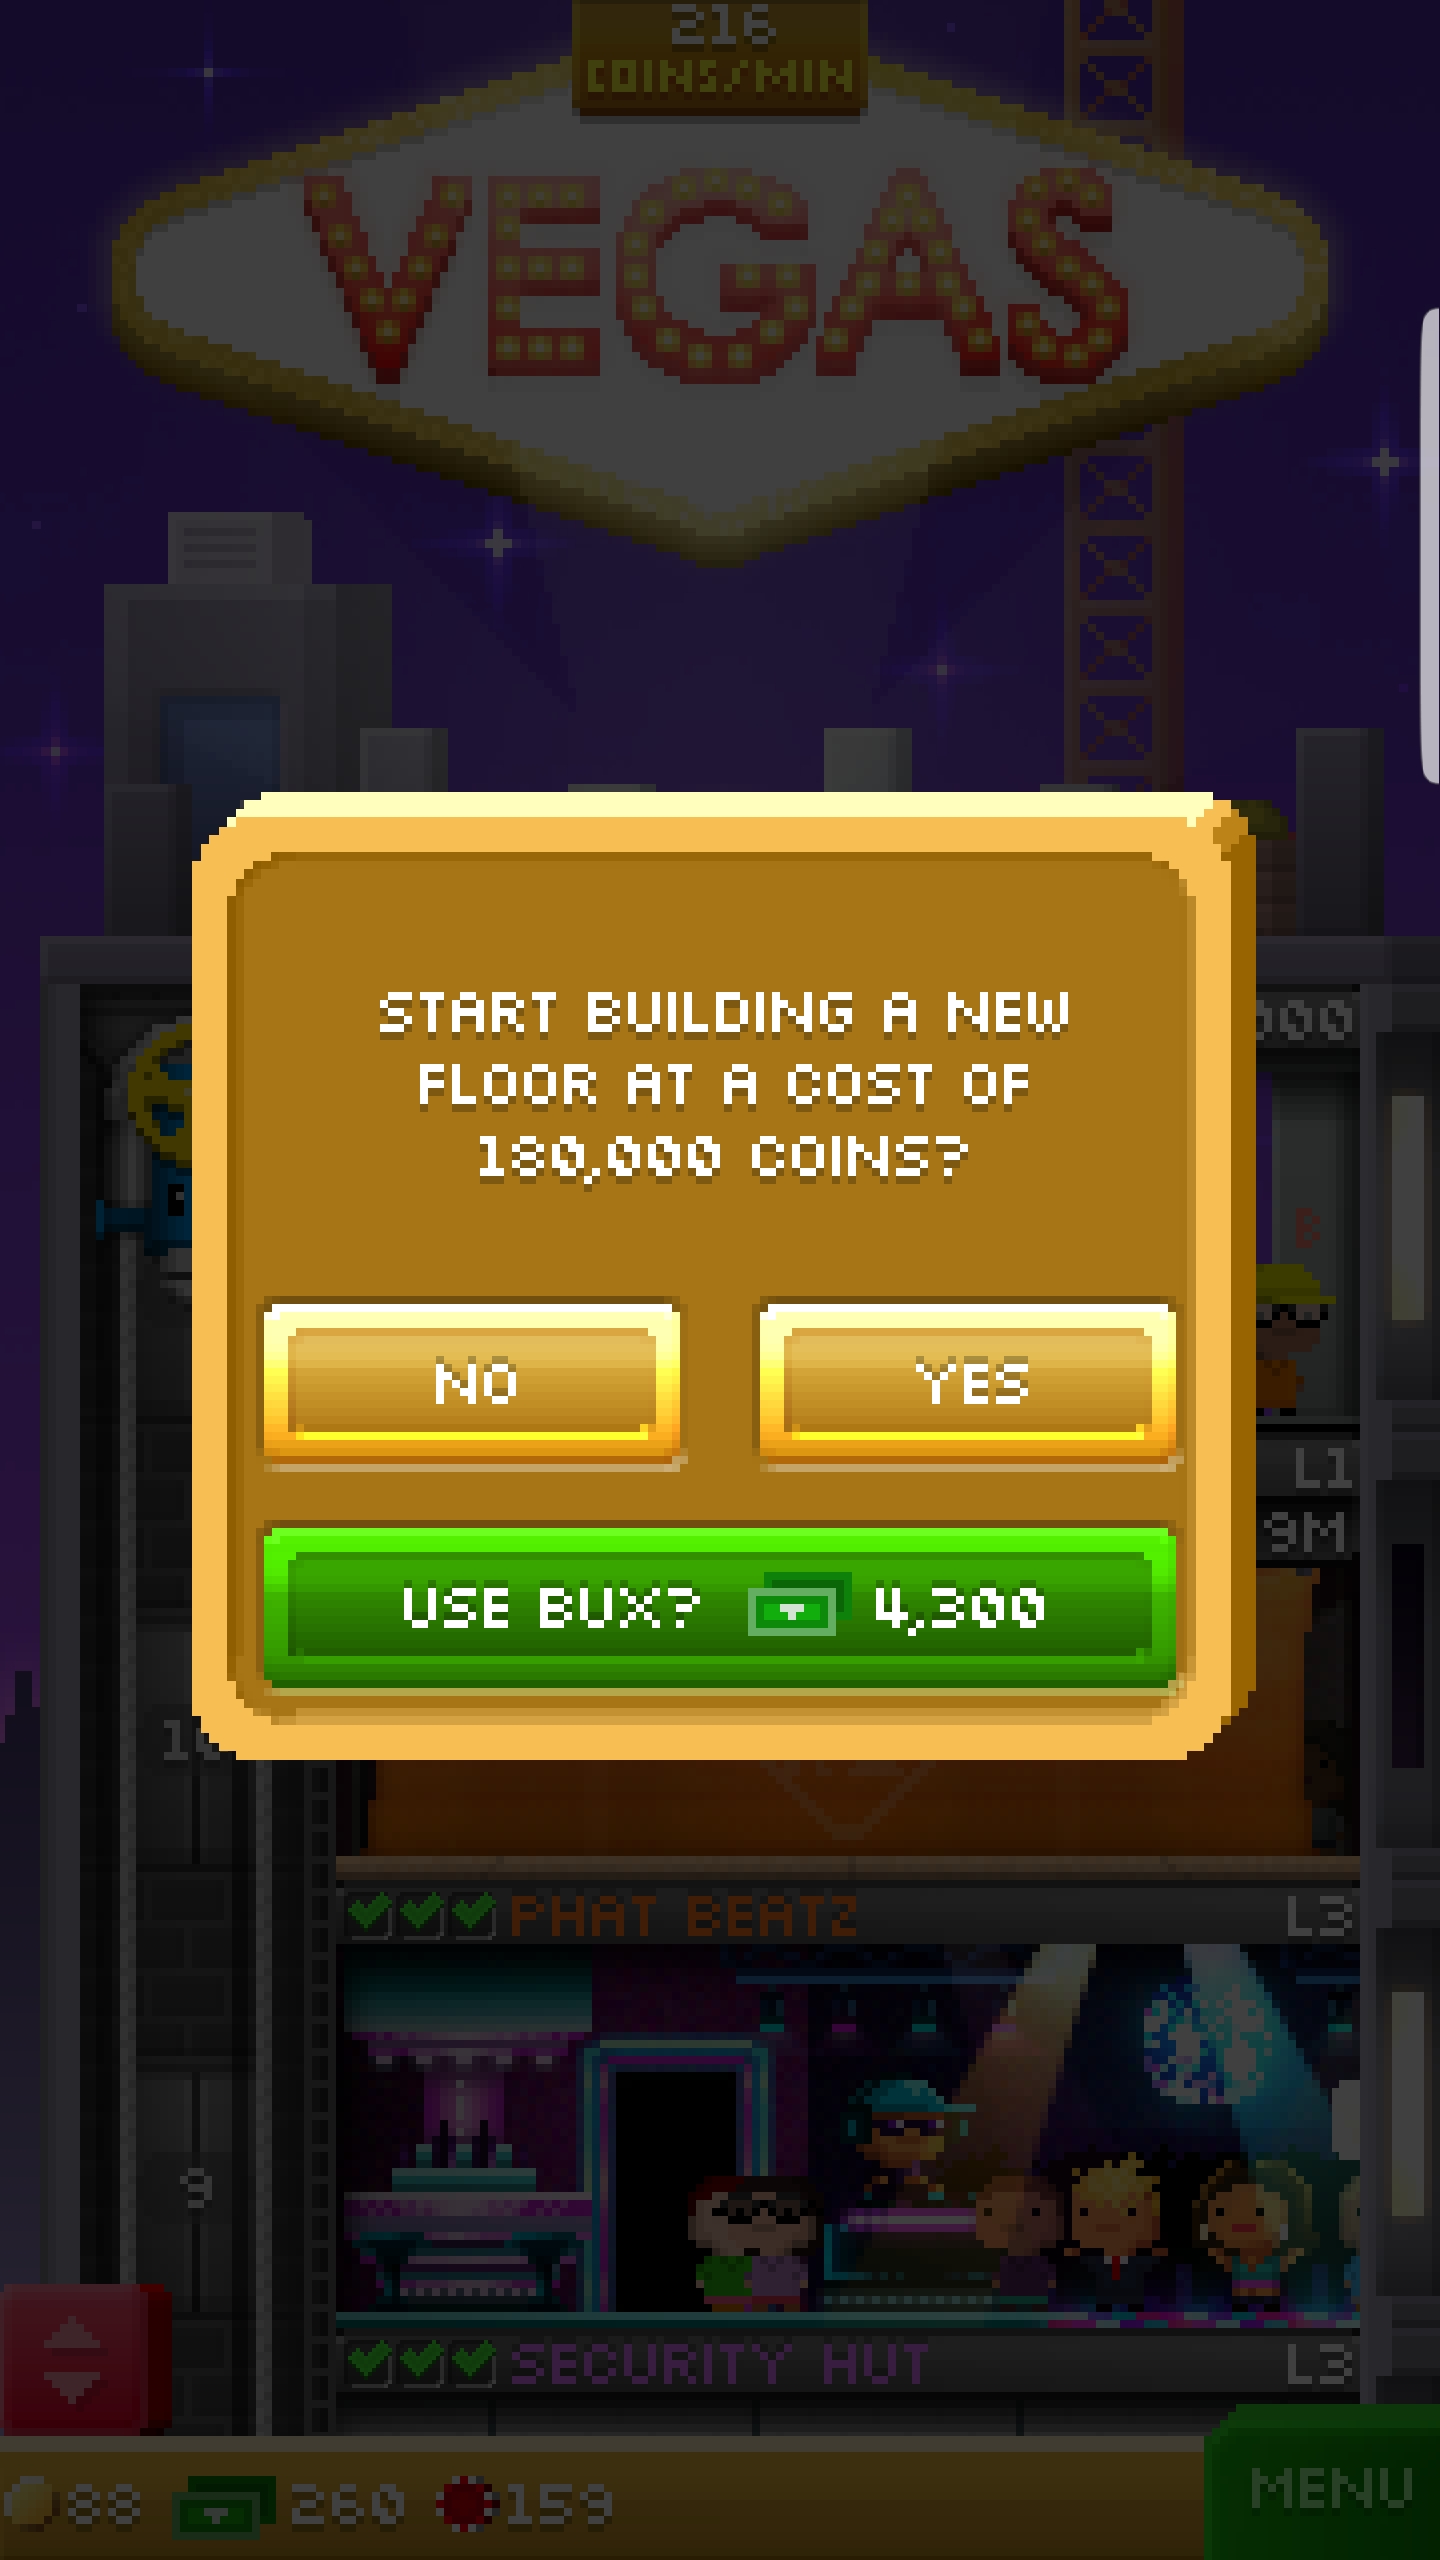 216
COINS/MIN
VEGAS
START BUILDING A NEW
FLOOR AT A COST OF
180,000 COINS?
000
B
NO
YES
L1
9M
USE BUX? 4,300
PHAT BEATZ L3
9
SECURITY HUT L3
88 260 159
MENU